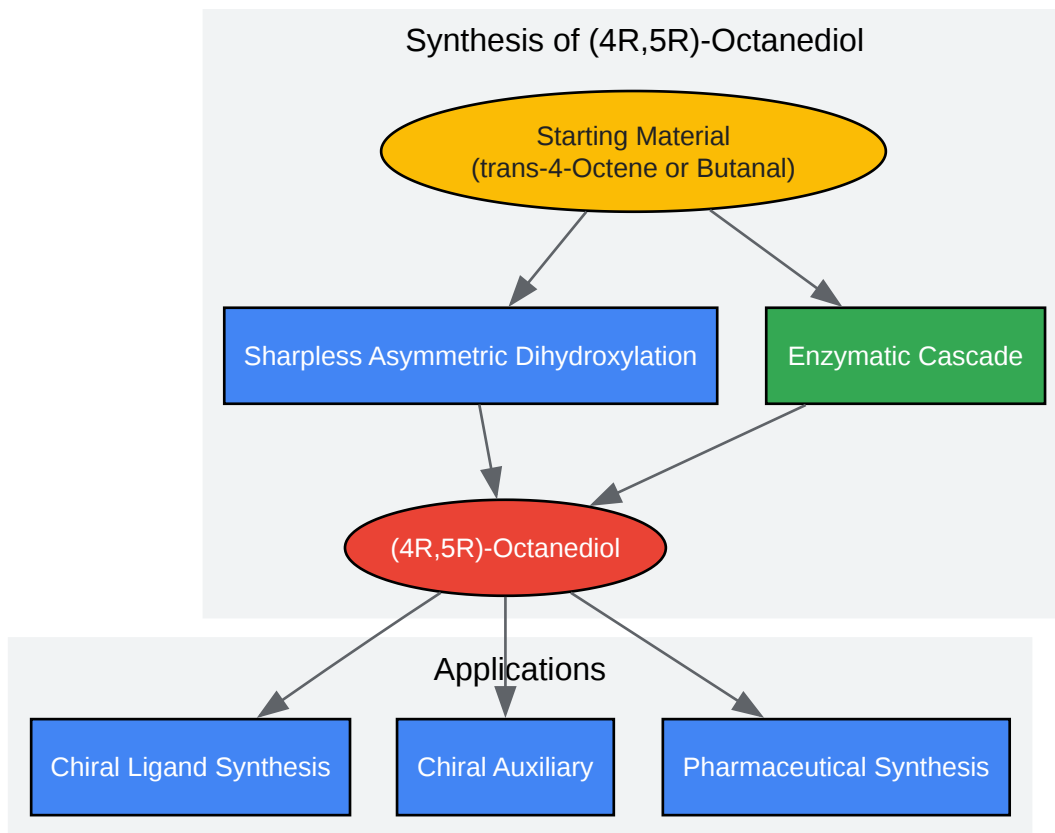 Synthesis of (4R,5R)-Octanediol
Starting Material
(trans-4-Octene or Butanal)
Sharpless Asymmetric Dihydroxylation
Enzymatic Cascade
(4R,5R)-Octanediol
Applications
Chiral Ligand Synthesis
Chiral Auxiliary
Pharmaceutical Synthesis